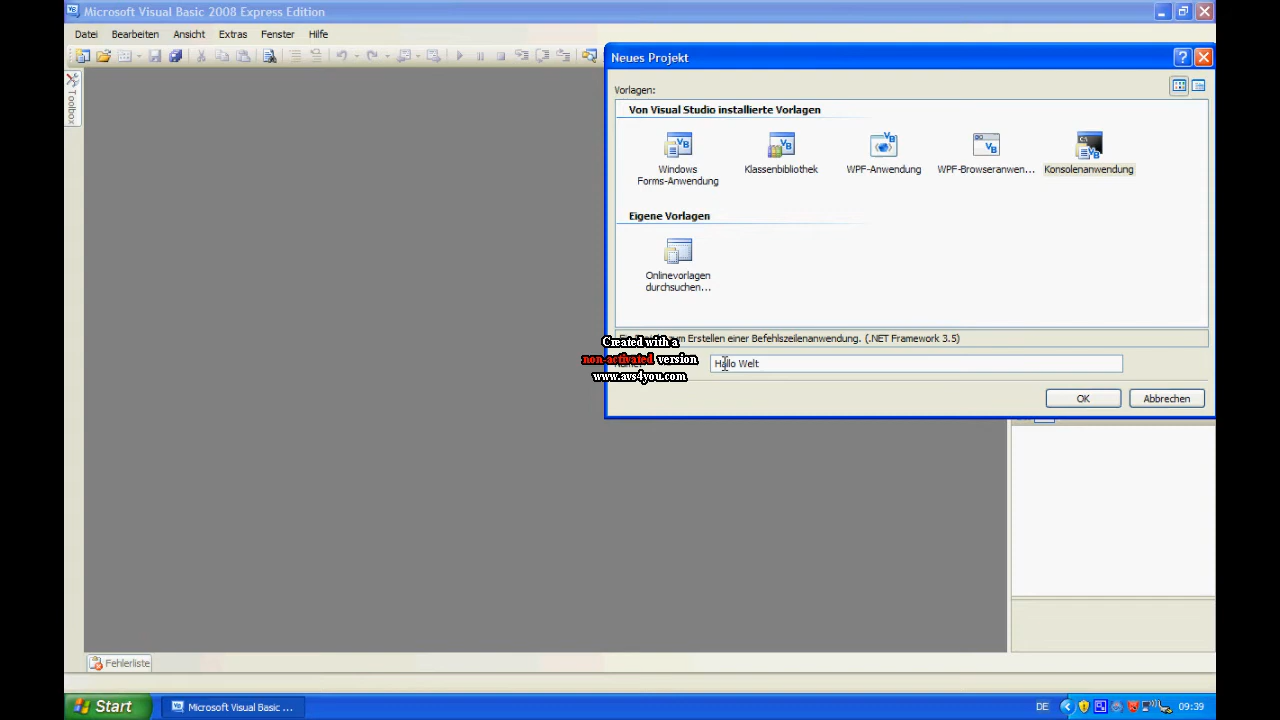 Microsoft Visual Basic 2008 Express Edition
Datei Bearbeiten Ansicht Extras Fenster Hilfe
Toolbox
Neues Projekt
Vorlagen:
Von Visual Studio installierte Vorlagen
Windows Forms-Anwendung
Klassenbibliothek
WPF-Anwendung
WPF-Browseranwen...
Konsolenanwendung
Eigene Vorlagen
Onlinevorlagen durchsuchen...
Erstellen einer Befehlszeilenanwendung. (.NET Framework 3.5)
Created with a
non-activated version
www.avs4you.com
Hallo Welt
OK
Abbrechen
Fehlerliste
Start
Microsoft Visual Basic ...
DE
09:39